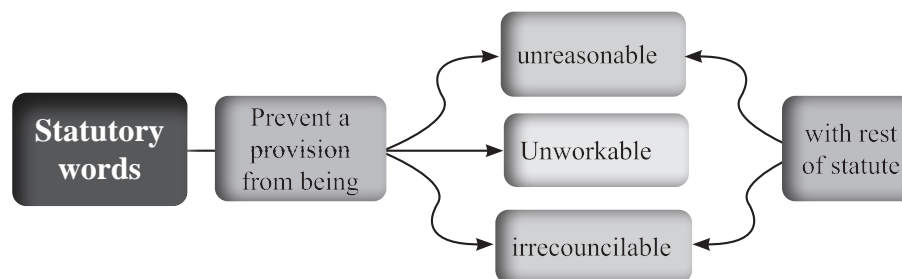 Statutory
words
Prevent a
provision
from being
unreasonable
Unworkable
irrecouncilable
with rest
of statute